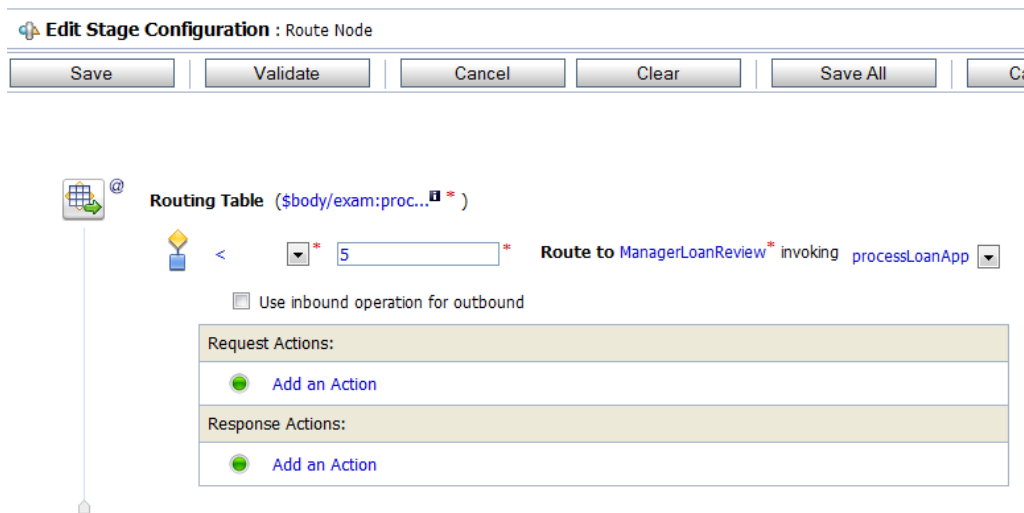 Edit Stage Configuration : Route Node
Save Validate Cancel Clear Save All
@
Routing Table ($body/exam:proc... i * )
< * 5 * Route to ManagerLoanReview* invoking processLoanApp
Use inbound operation for outbound
Request Actions:
Add an Action
Response Actions:
Add an Action